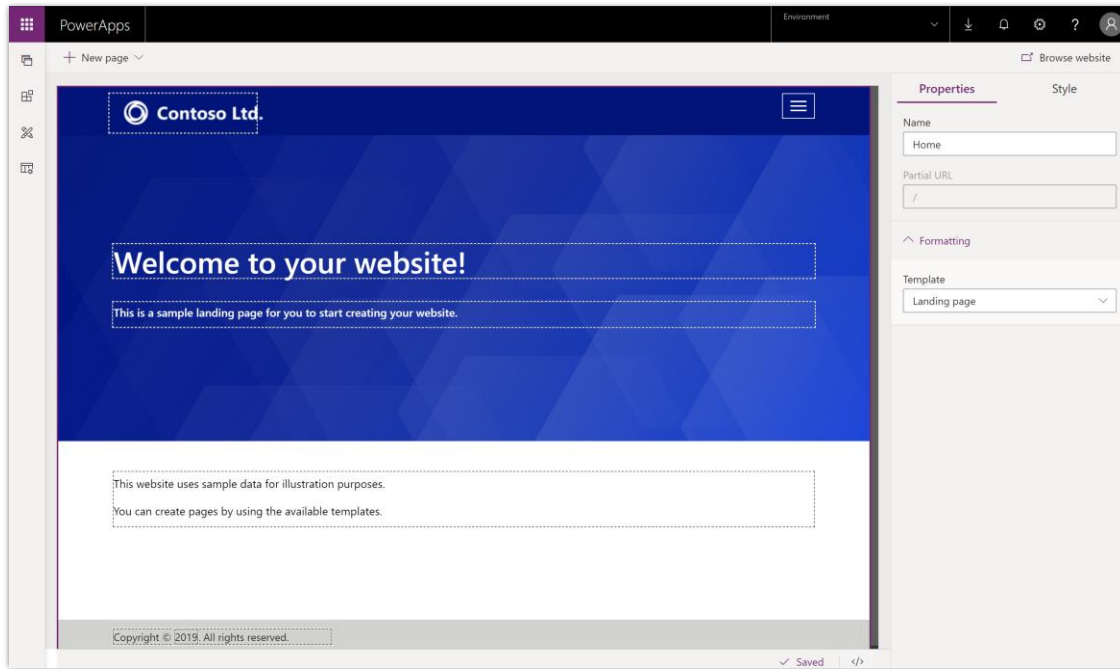 PowerApps
Environment
?
New page
Browse website
Contoso Ltd.
Properties
Style
Name
Home
Partial URL
/
Formatting
Template
Landing page
Welcome to your website!
This is a sample landing page for you to start creating your website.
This website uses sample data for illustration purposes.
You can create pages by using the available templates.
Copyright © 2019. All rights reserved.
Saved
</>